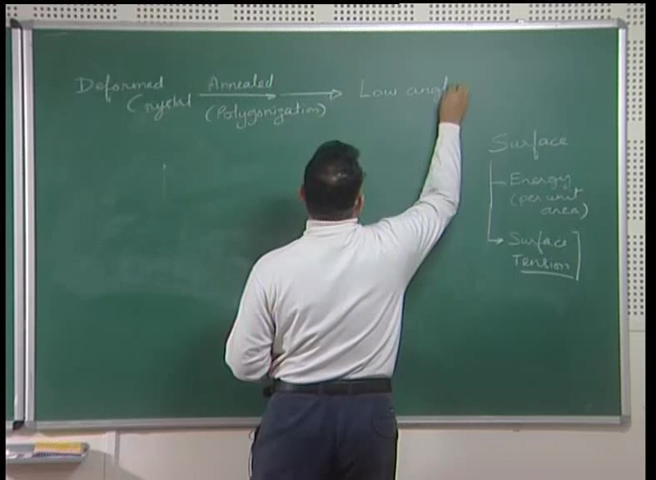 Deformed Crystal
Annealed
(Polygonization)
Low angl
Surface
Energy
(per unit
area)
Surface
Tension